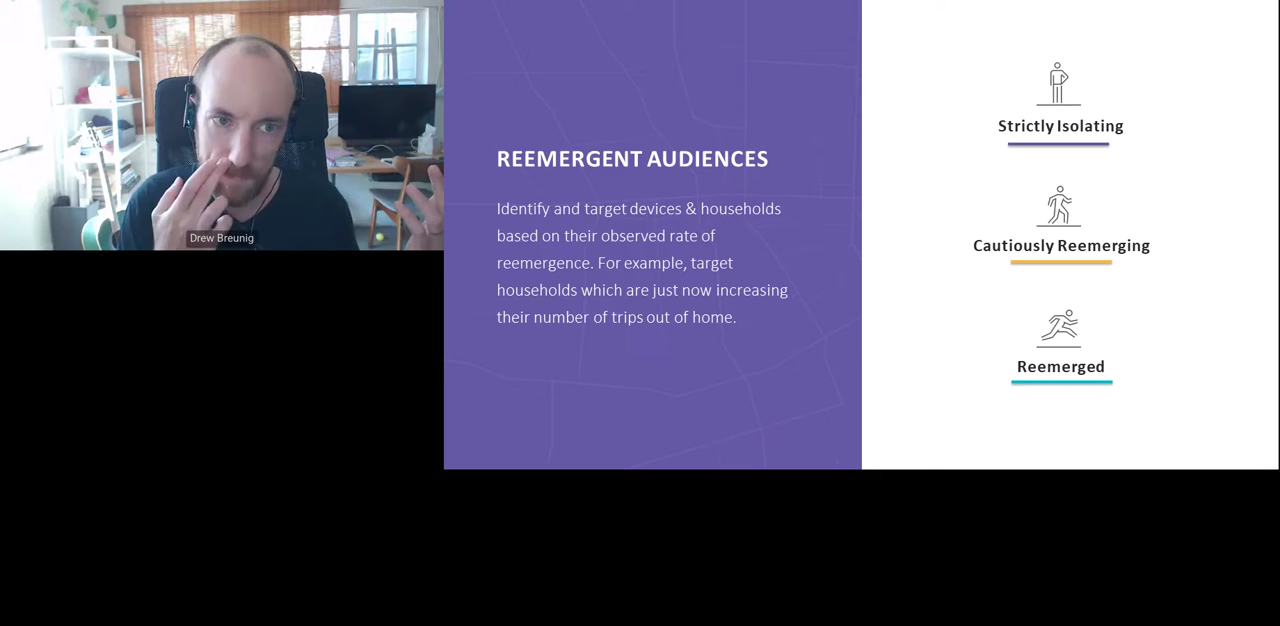 Drew Breunig
REEMERGENT AUDIENCES
Identify and target devices & households
based on their observed rate of
reemergence. For example, target
households which are just now increasing
their number of trips out of home.
Strictly Isolating
Cautiously Reemerging
Reemerged